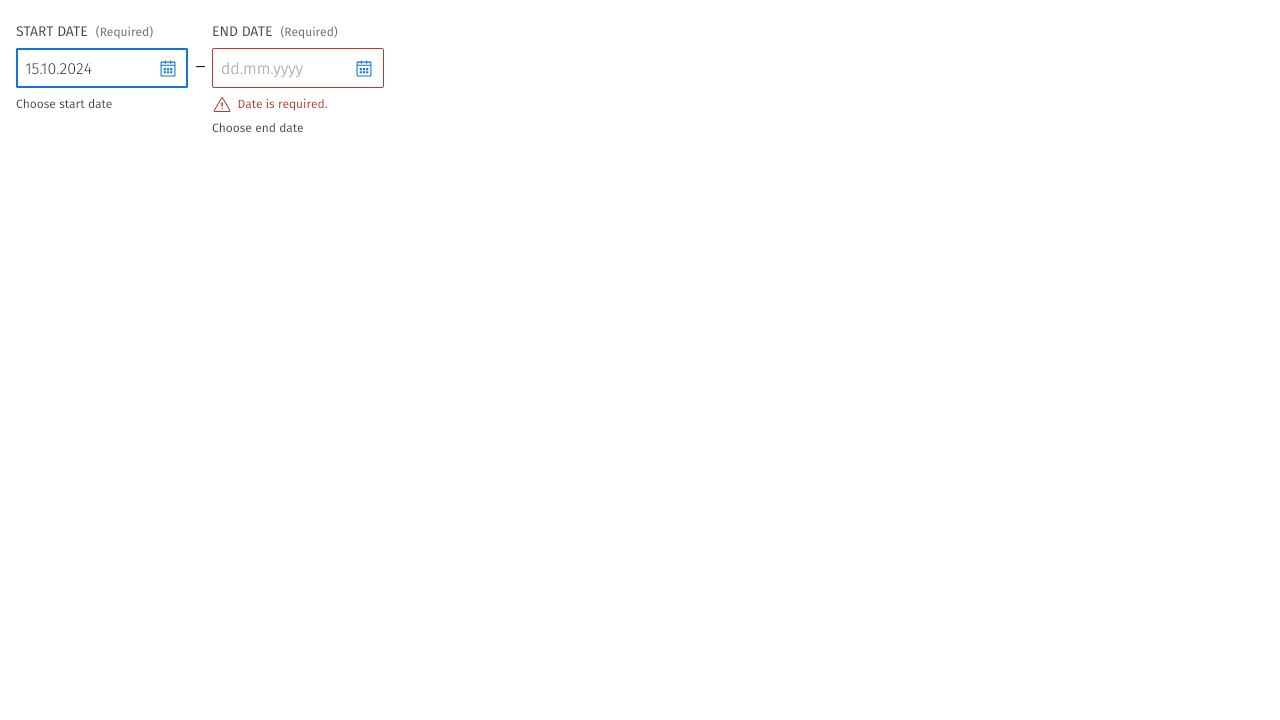 START DATE (Required)
15.10.2024
Choose start date
–
END DATE (Required)
dd.mm.yyyy
Date is required.
Choose end date